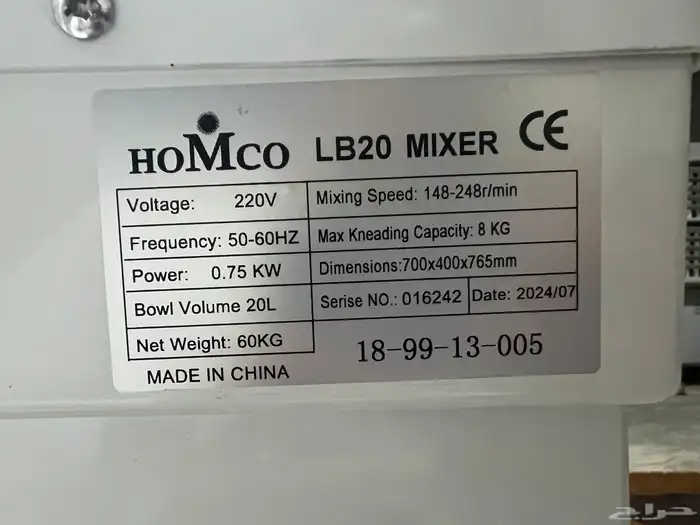 HOMCO LB20 MIXER CE
Voltage: 220V
Mixing Speed: 148-248r/min
Frequency: 50-60HZ
Max Kneading Capacity: 8 KG
Power: 0.75 KW
Dimensions:700x400x765mm
Bowl Volume 20L
Serise NO.: 016242
Date: 2024/07
Net Weight: 60KG
18-99-13-005
MADE IN CHINA
حراج